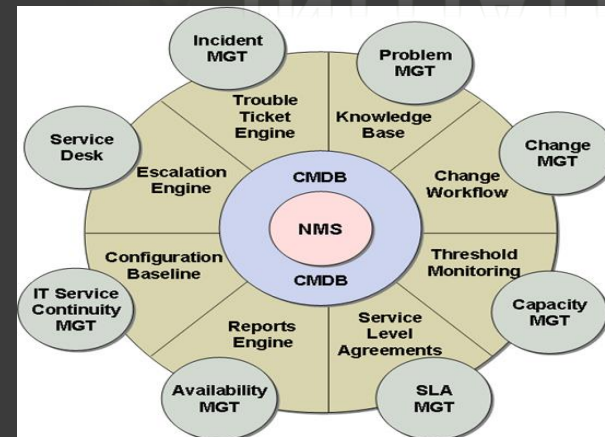 Incident
MGT
Problem
MGT
Trouble
Ticket
Engine
Knowledge
Base
Service
Desk
Change
MGT
Escalation
Engine
CMDB
Change
Workflow
NMS
Configuration
Baseline
CMDB
Threshold
Monitoring
IT Service
Continuity
MGT
Reports
Engine
Service
Level
Agreements
Capacity
MGT
Availability
MGT
SLA
MGT